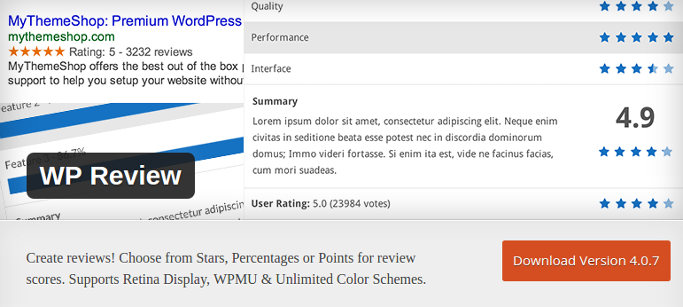 MyThemeShop: Premium WordPress
mythemeshop.com
Rating: 5 - 3232 reviews
MyThemeShop offers the best out of the box
support to help you setup your website withou
Feature 2
Feature 3
Summary
consectetur adipiscin
WP Review
Quality
Performance
Interface
Summary
4.9
Lorem ipsum dolor sit amet, consectetur adipiscing elit. Neque enim
civitas in seditione beata esse potest nec in discordia dominorum
domus; Immo videri fortasse. Si enim ita est, vide ne facinus facias,
cum mori suadeas.
User Rating: 5.0 (23984 votes)
Create reviews! Choose from Stars, Percentages or Points for review
scores. Supports Retina Display, WPMU & Unlimited Color Schemes.
Download Version 4.0.7